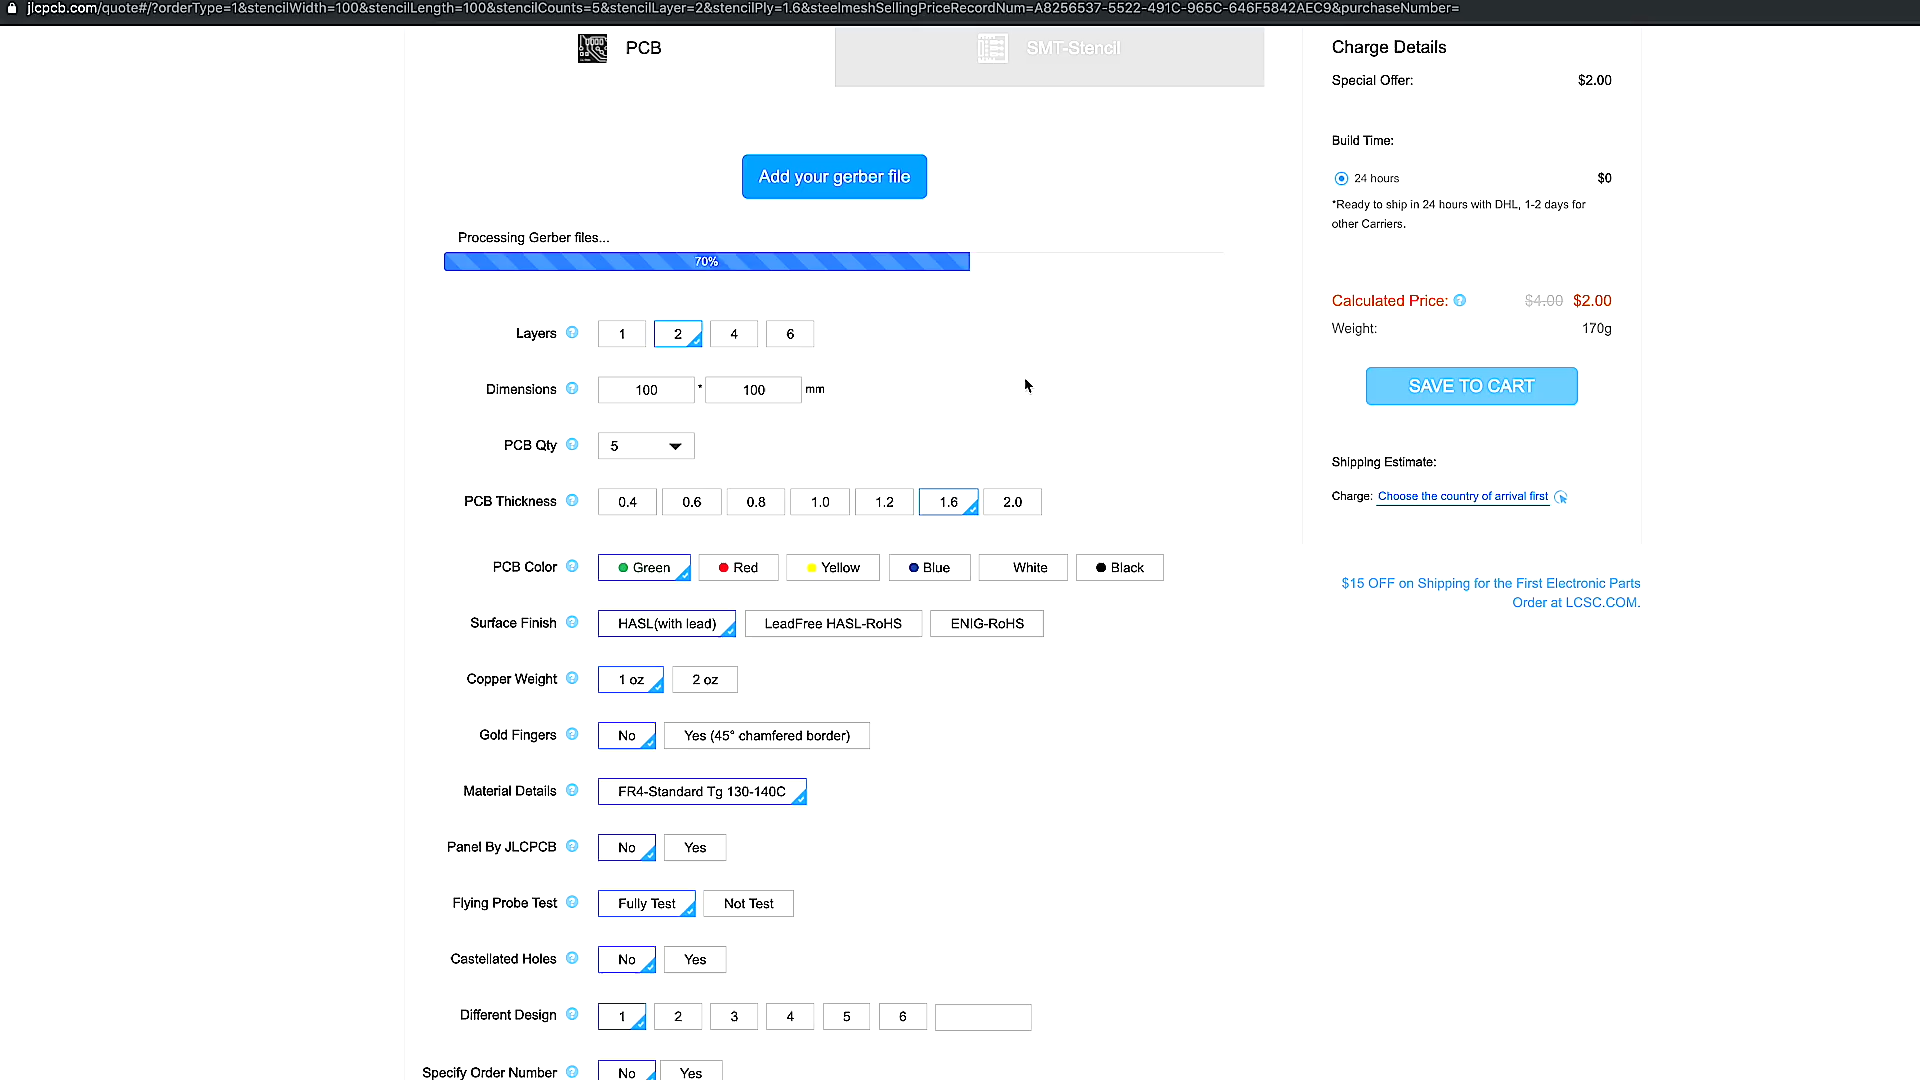 jlcpcb.com/quote#/?orderType=1&stencilWidth=100&stencilLength=100&stencilCounts=5&stencilLayer=2&stencilPly=1.6&steelmeshSellingPriceRecordNum=A8256537-5522-491C-965C-646F5842AEC9&purchaseNumber=
PCB
SMT-Stencil
Add your gerber file
Processing Gerber files...
70%
Layers ? 1 2 4 6
Dimensions ? 100 * 100 mm
PCB Qty ? 5
PCB Thickness ? 0.4 0.6 0.8 1.0 1.2 1.6 2.0
PCB Color ? Green Red Yellow Blue White Black
Surface Finish ? HASL(with lead) LeadFree HASL-RoHS ENIG-RoHS
Copper Weight ? 1 oz 2 oz
Gold Fingers ? No Yes (45° chamfered border)
Material Details ? FR4-Standard Tg 130-140C
Panel By JLCPCB ? No Yes
Flying Probe Test ? Fully Test Not Test
Castellated Holes ? No Yes
Different Design ? 1 2 3 4 5 6
Specify Order Number ? No Yes
Charge Details
Special Offer: $2.00
Build Time:
24 hours $0
*Ready to ship in 24 hours with DHL, 1-2 days for
other Carriers.
Calculated Price: ? $4.00 $2.00
Weight: 170g
SAVE TO CART
Shipping Estimate:
Charge: Choose the country of arrival first
$15 OFF on Shipping for the First Electronic Parts
Order at LCSC.COM.